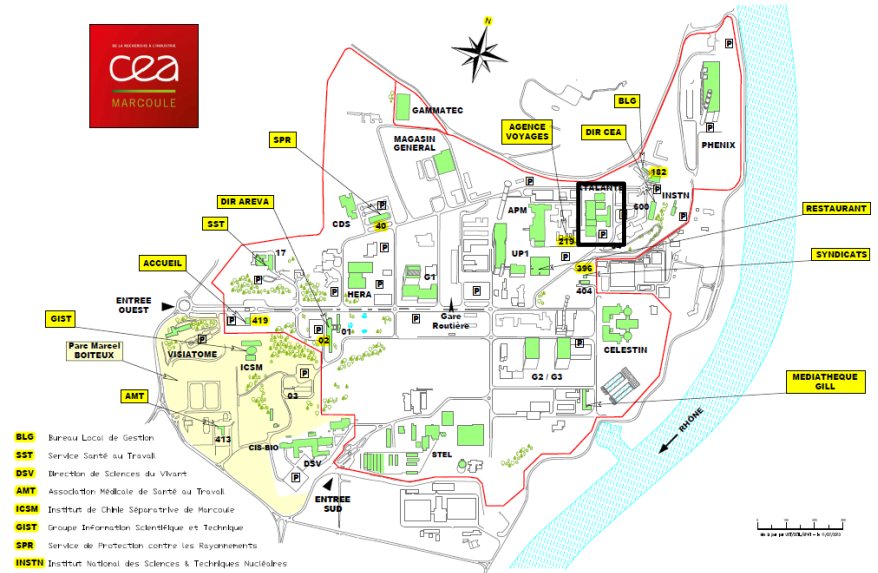 DE LA RECHERCHE À L'INDUSTRIE
cea
MARCOULE
N
GAMMATEC
MAGASIN
GENERAL
AGENCE
VOYAGES
BLG
DIR CEA
PHENIX
SPR
182
INSTN
ATALANTE
600
DIR AREVA
SST
CDS
40
APM
219
UP1
RESTAURANT
SYNDICATS
396
404
17
ACCUEIL
HERA
G1
ENTREE
OUEST
419
Gare
Routière
GIST
01
02
VISIATOME
Parc Marcel
BOITEUX
ICSM
CELESTIN
G2 / G3
MEDIATHEQUE
GILL
03
AMT
413
CIS-BIO
DSV
STEL
RHÔNE
ENTREE
SUD
BLG Bureau Local de Gestion
SST Service Santé au Travail
DSV Direction de Sciences du Vivant
AMT Association Médicale de Santé au Travail
ICSM Institut de Chimie Séparatrive de Marcoule
GIST Groupe Information Scientifique et Technique
SPR Service de Protection contre les Rayonnements
INSTN Institut National des Sciences & Techniques Nucléaires